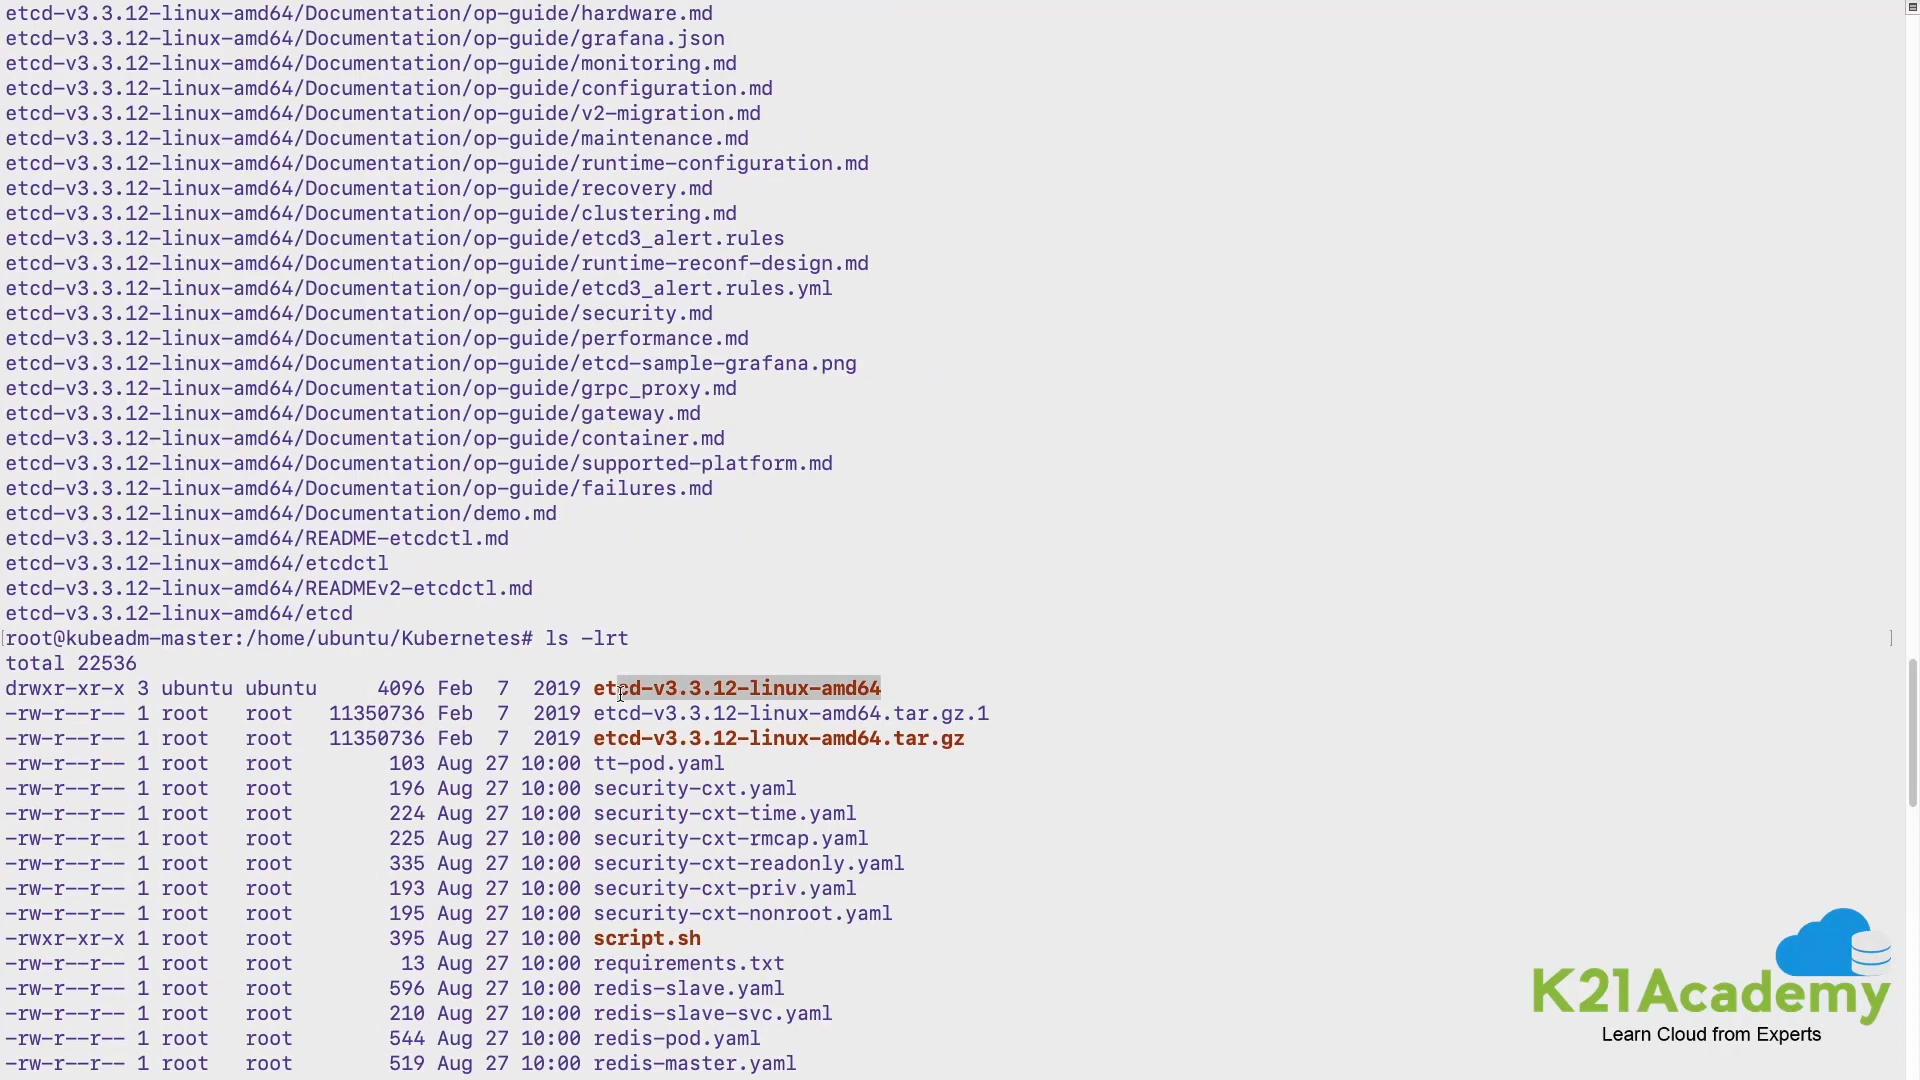 etcd-v3.3.12-linux-amd64/Documentation/op-guide/hardware.md
etcd-v3.3.12-linux-amd64/Documentation/op-guide/grafana.json
etcd-v3.3.12-linux-amd64/Documentation/op-guide/monitoring.md
etcd-v3.3.12-linux-amd64/Documentation/op-guide/configuration.md
etcd-v3.3.12-linux-amd64/Documentation/op-guide/v2-migration.md
etcd-v3.3.12-linux-amd64/Documentation/op-guide/maintenance.md
etcd-v3.3.12-linux-amd64/Documentation/op-guide/runtime-configuration.md
etcd-v3.3.12-linux-amd64/Documentation/op-guide/recovery.md
etcd-v3.3.12-linux-amd64/Documentation/op-guide/clustering.md
etcd-v3.3.12-linux-amd64/Documentation/op-guide/etcd3_alert.rules
etcd-v3.3.12-linux-amd64/Documentation/op-guide/runtime-reconf-design.md
etcd-v3.3.12-linux-amd64/Documentation/op-guide/etcd3_alert.rules.yml
etcd-v3.3.12-linux-amd64/Documentation/op-guide/security.md
etcd-v3.3.12-linux-amd64/Documentation/op-guide/performance.md
etcd-v3.3.12-linux-amd64/Documentation/op-guide/etcd-sample-grafana.png
etcd-v3.3.12-linux-amd64/Documentation/op-guide/grpc_proxy.md
etcd-v3.3.12-linux-amd64/Documentation/op-guide/gateway.md
etcd-v3.3.12-linux-amd64/Documentation/op-guide/container.md
etcd-v3.3.12-linux-amd64/Documentation/op-guide/supported-platform.md
etcd-v3.3.12-linux-amd64/Documentation/op-guide/failures.md
etcd-v3.3.12-linux-amd64/Documentation/demo.md
etcd-v3.3.12-linux-amd64/README-etcdctl.md
etcd-v3.3.12-linux-amd64/etcdctl
etcd-v3.3.12-linux-amd64/READMEv2-etcdctl.md
etcd-v3.3.12-linux-amd64/etcd
[root@kubeadm-master:/home/ubuntu/Kubernetes# ls -lrt ]
total 22536
drwxr-xr-x 3 ubuntu ubuntu 4096 Feb 7 2019 etcd-v3.3.12-linux-amd64
-rw-r--r-- 1 root root 11350736 Feb 7 2019 etcd-v3.3.12-linux-amd64.tar.gz.1
-rw-r--r-- 1 root root 11350736 Feb 7 2019 etcd-v3.3.12-linux-amd64.tar.gz
-rw-r--r-- 1 root root 103 Aug 27 10:00 tt-pod.yaml
-rw-r--r-- 1 root root 196 Aug 27 10:00 security-cxt.yaml
-rw-r--r-- 1 root root 224 Aug 27 10:00 security-cxt-time.yaml
-rw-r--r-- 1 root root 225 Aug 27 10:00 security-cxt-rmcap.yaml
-rw-r--r-- 1 root root 335 Aug 27 10:00 security-cxt-readonly.yaml
-rw-r--r-- 1 root root 193 Aug 27 10:00 security-cxt-priv.yaml
-rw-r--r-- 1 root root 195 Aug 27 10:00 security-cxt-nonroot.yaml
-rwxr-xr-x 1 root root 395 Aug 27 10:00 script.sh
-rw-r--r-- 1 root root 13 Aug 27 10:00 requirements.txt
-rw-r--r-- 1 root root 596 Aug 27 10:00 redis-slave.yaml
-rw-r--r-- 1 root root 210 Aug 27 10:00 redis-slave-svc.yaml
-rw-r--r-- 1 root root 544 Aug 27 10:00 redis-pod.yaml
-rw-r--r-- 1 root root 519 Aug 27 10:00 redis-master.yaml
K21Academy
Learn Cloud from Experts